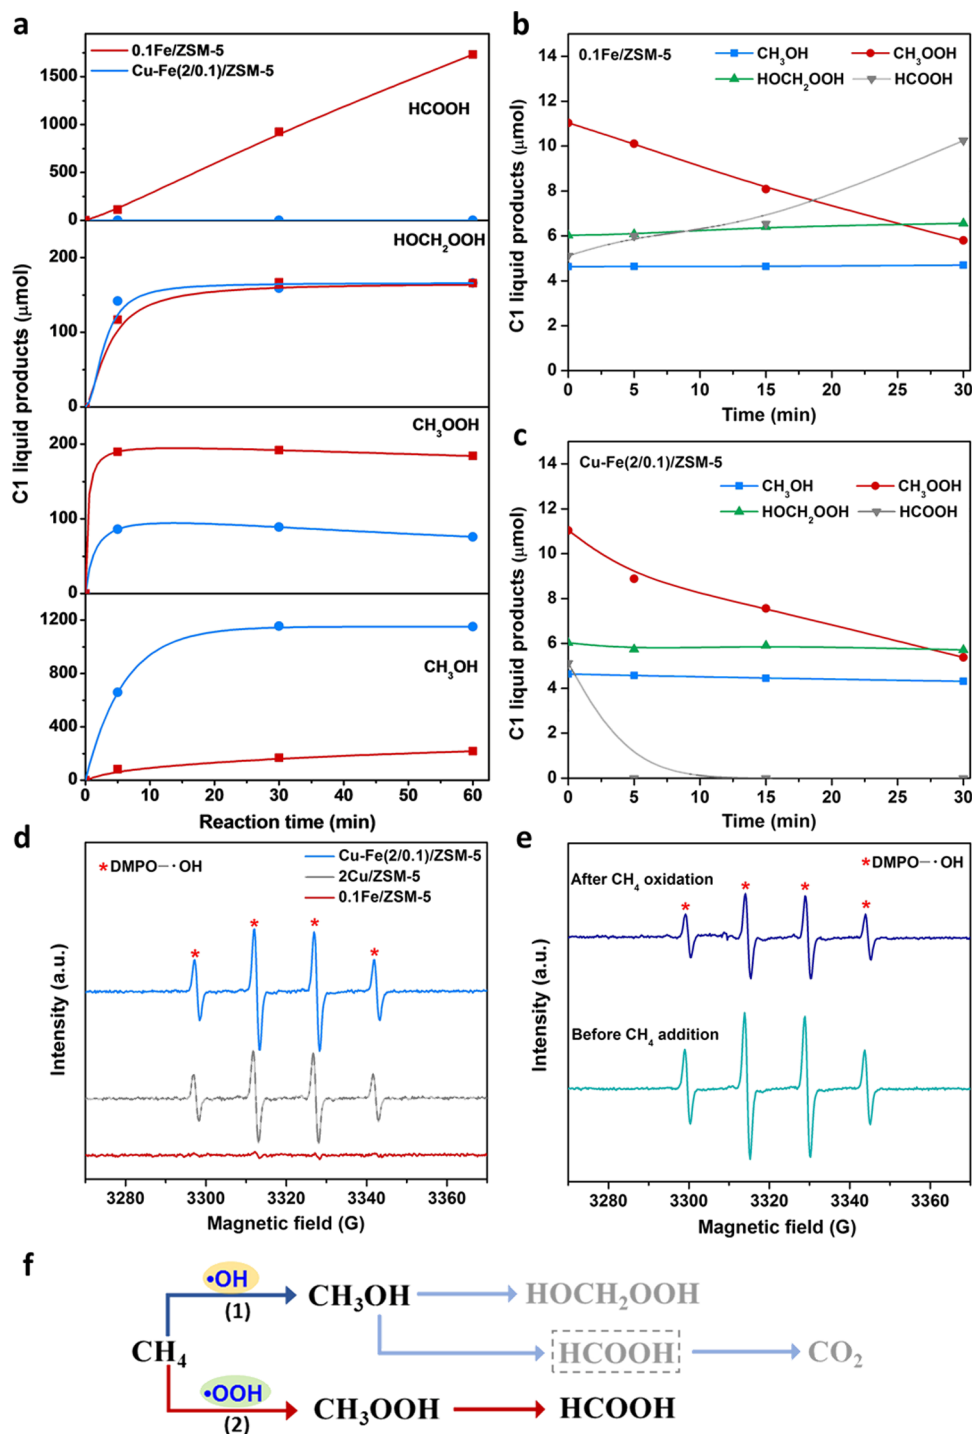 a
0.1Fe/ZSM-5
Cu-Fe(2/0.1)/ZSM-5
HCOOH
1500
1250
1000
750
500
250
0
HOCH₂OOH
200
100
0
CH₃OOH
200
100
0
CH₃OH
1200
800
400
0
0 10 20 30 40 50 60
Reaction time (min)
C1 liquid products (μmol)
b
0.1Fe/ZSM-5
CH₃OH
CH₃OOH
HOCH₂OOH
HCOOH
14
12
10
8
6
4
2
0
0 5 10 15 20 25 30
Time (min)
C1 liquid products (μmol)
c
Cu-Fe(2/0.1)/ZSM-5
CH₃OH
CH₃OOH
HOCH₂OOH
HCOOH
14
12
10
8
6
4
2
0
0 5 10 15 20 25 30
Time (min)
C1 liquid products (μmol)
d
*DMPO—·OH
Cu-Fe(2/0.1)/ZSM-5
2Cu/ZSM-5
0.1Fe/ZSM-5
* * * *
Intensity (a.u.)
3280 3300 3320 3340 3360
Magnetic field (G)
e
*DMPO—·OH
After CH₄ oxidation
* * * *
Before CH₄ addition
Intensity (a.u.)
3280 3300 3320 3340 3360
Magnetic field (G)
f
•OH
(1)
CH₃OH
HOCH₂OOH
CH₄
HCOOH
CO₂
•OOH
(2)
CH₃OOH
HCOOH